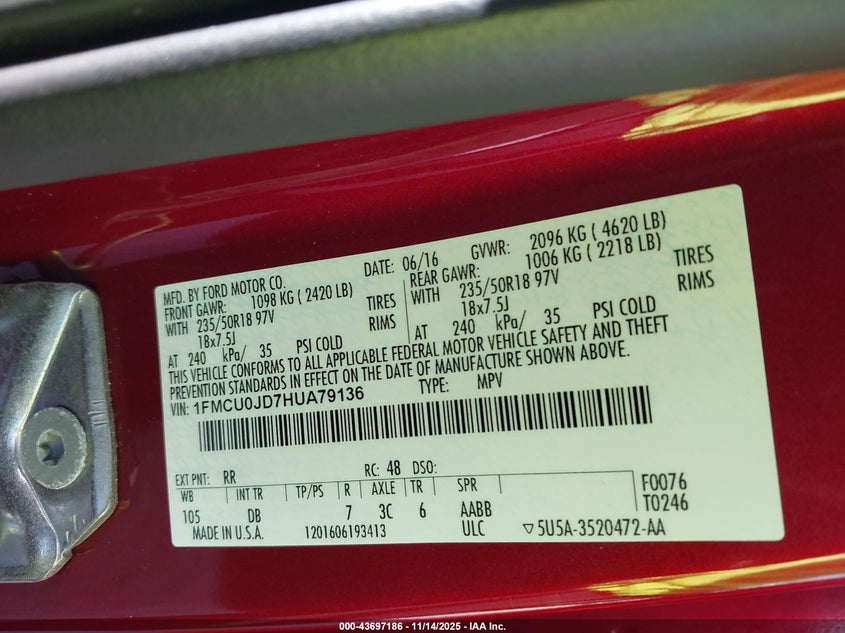 MFD. BY FORD MOTOR CO. DATE: 06/16 GVWR: 2096 KG ( 4620 LB)
FRONT GAWR: 1098 KG ( 2420 LB) REAR GAWR: 1006 KG ( 2218 LB)
WITH 235/50R18 97V TIRES WITH 235/50R18 97V TIRES
18x7.5J RIMS 18x7.5J RIMS
AT 240 kPa/ 35 PSI COLD AT 240 kPa/ 35 PSI COLD
THIS VEHICLE CONFORMS TO ALL APPLICABLE FEDERAL MOTOR VEHICLE SAFETY AND THEFT
PREVENTION STANDARDS IN EFFECT ON THE DATE OF MANUFACTURE SHOWN ABOVE.
VIN: 1FMCU0JD7HUA79136 TYPE: MPV
EXT PNT: RR RC: 48 DSO:
WB INT TR TP/PS R AXLE TR SPR F0076
105 DB 7 3C 6 AABB T0246
MADE IN U.S.A. 1201606193413 ULC ▽5U5A-3520472-AA
000-43697186 - 11/14/2025 - IAA Inc.